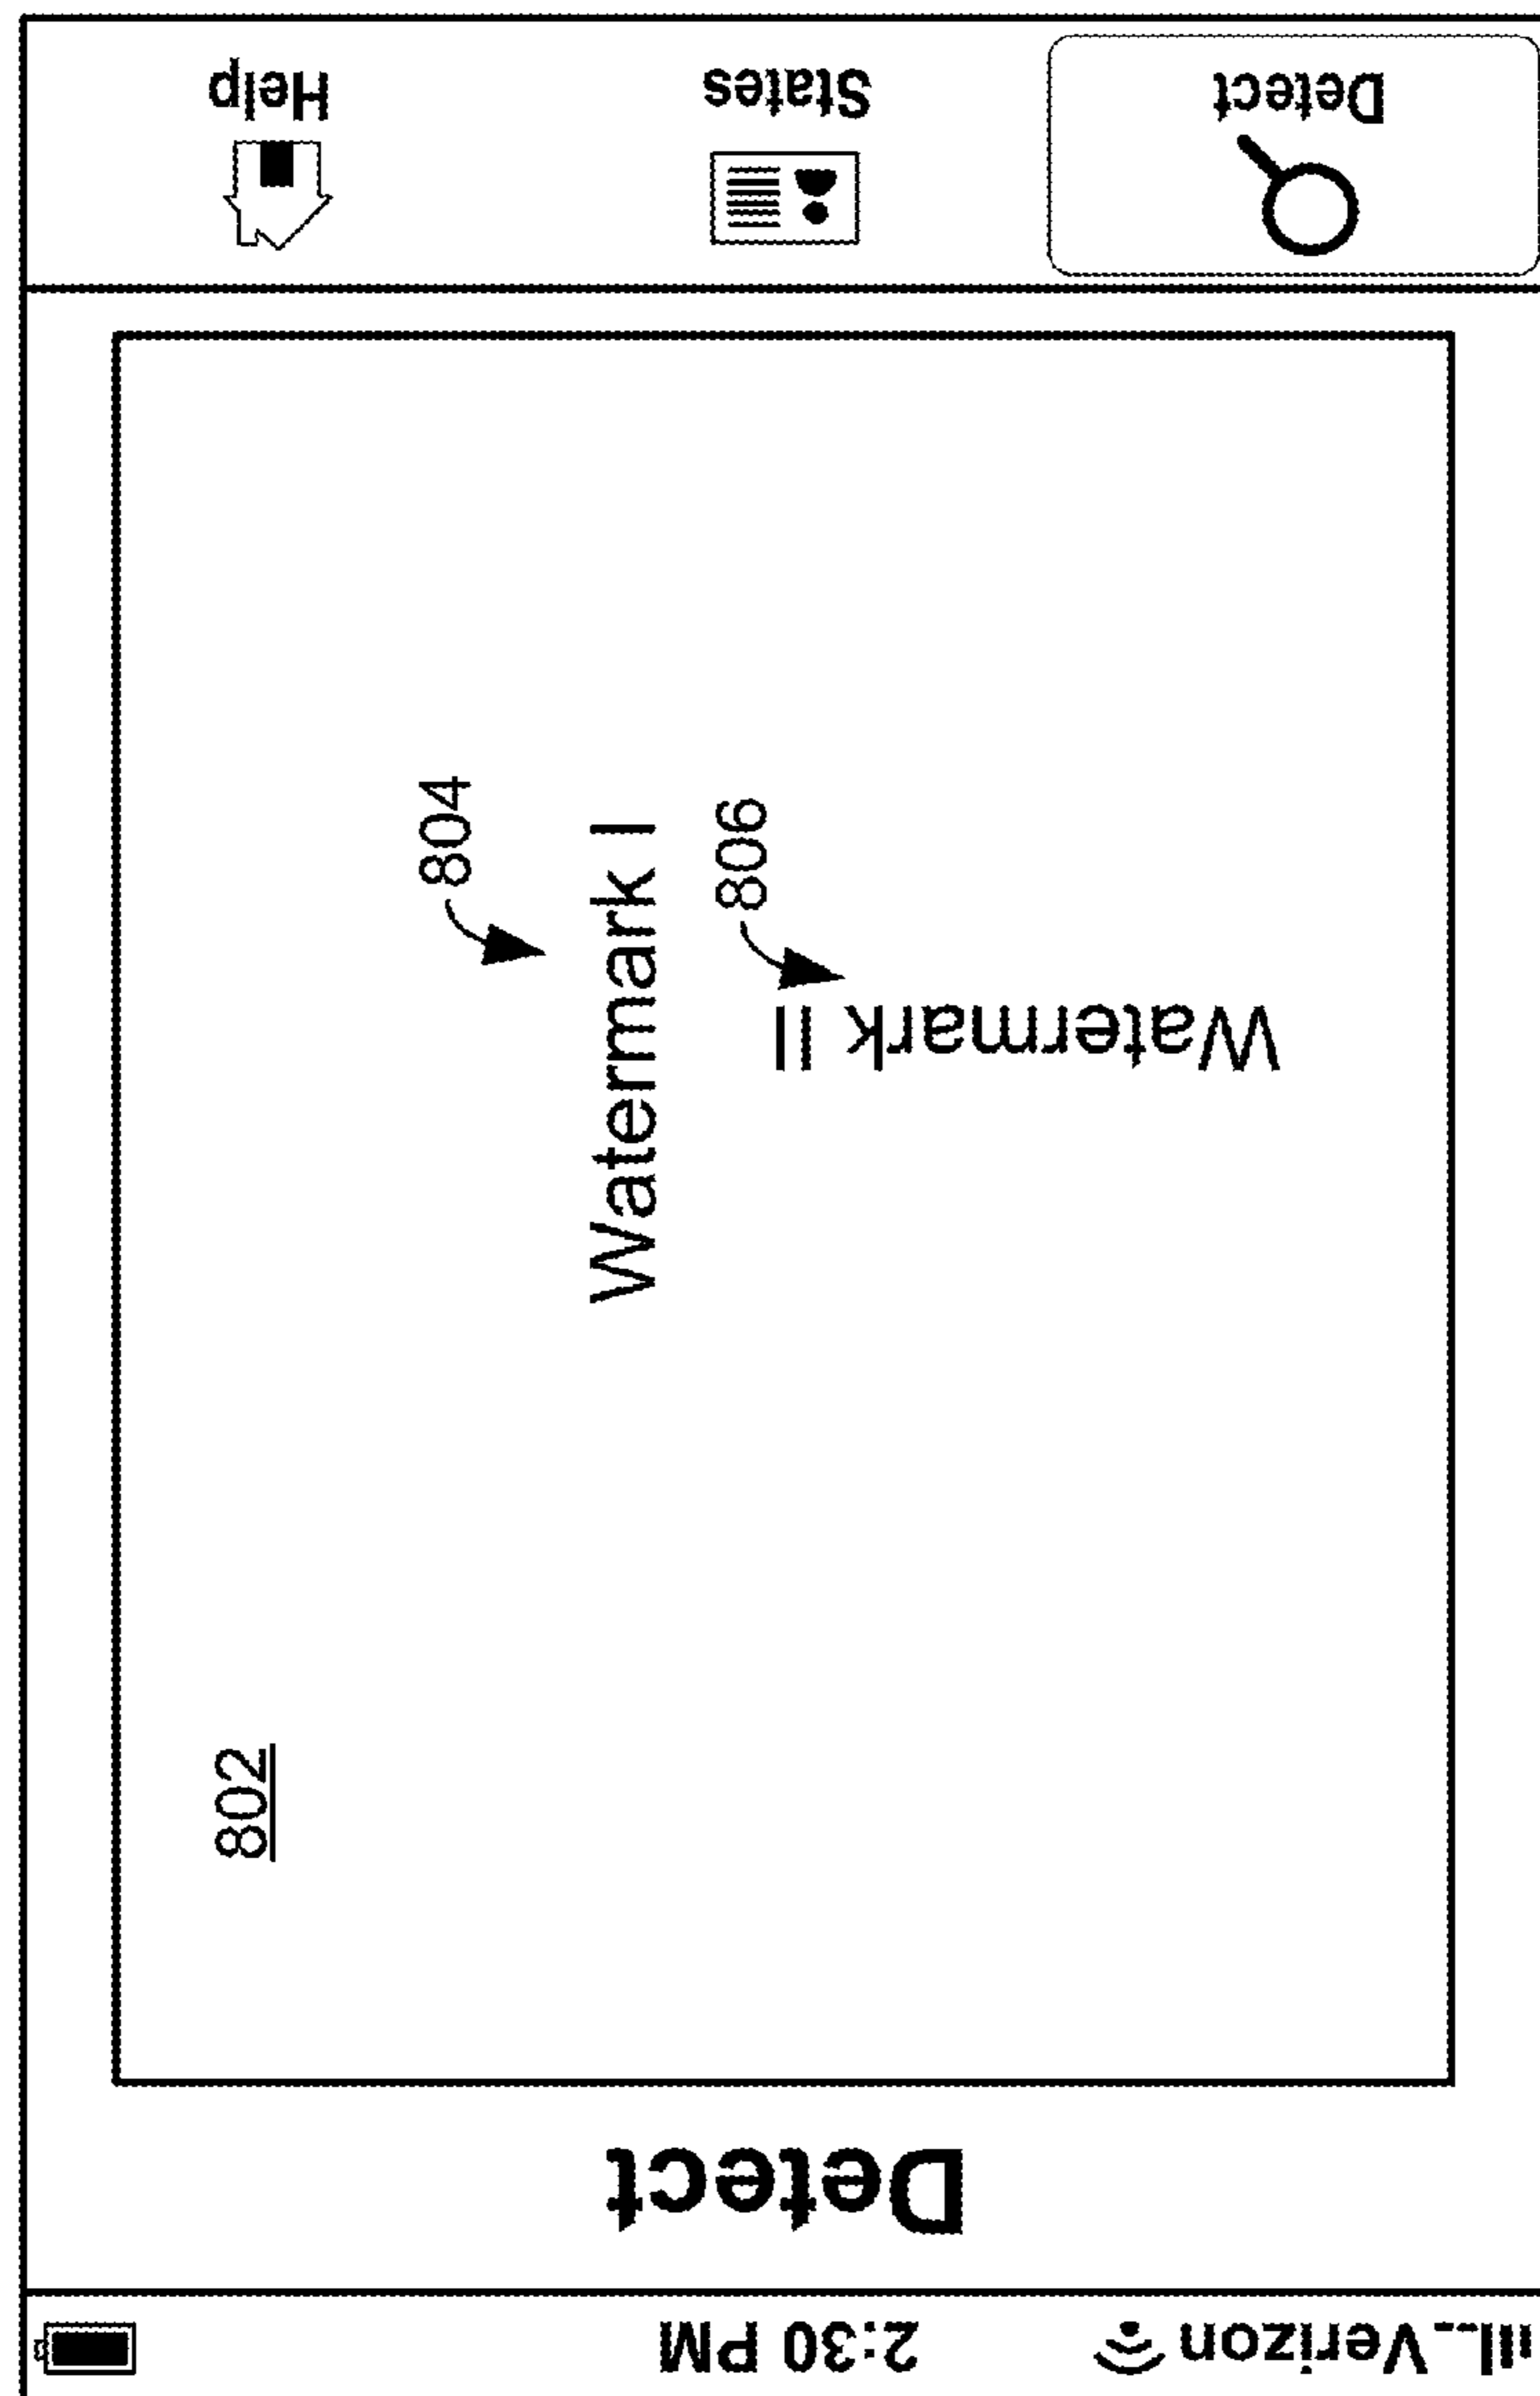 Verizon
2:30 PM
Detect
802
804
Watermark I
806
Watermark II
Detect
States
Help